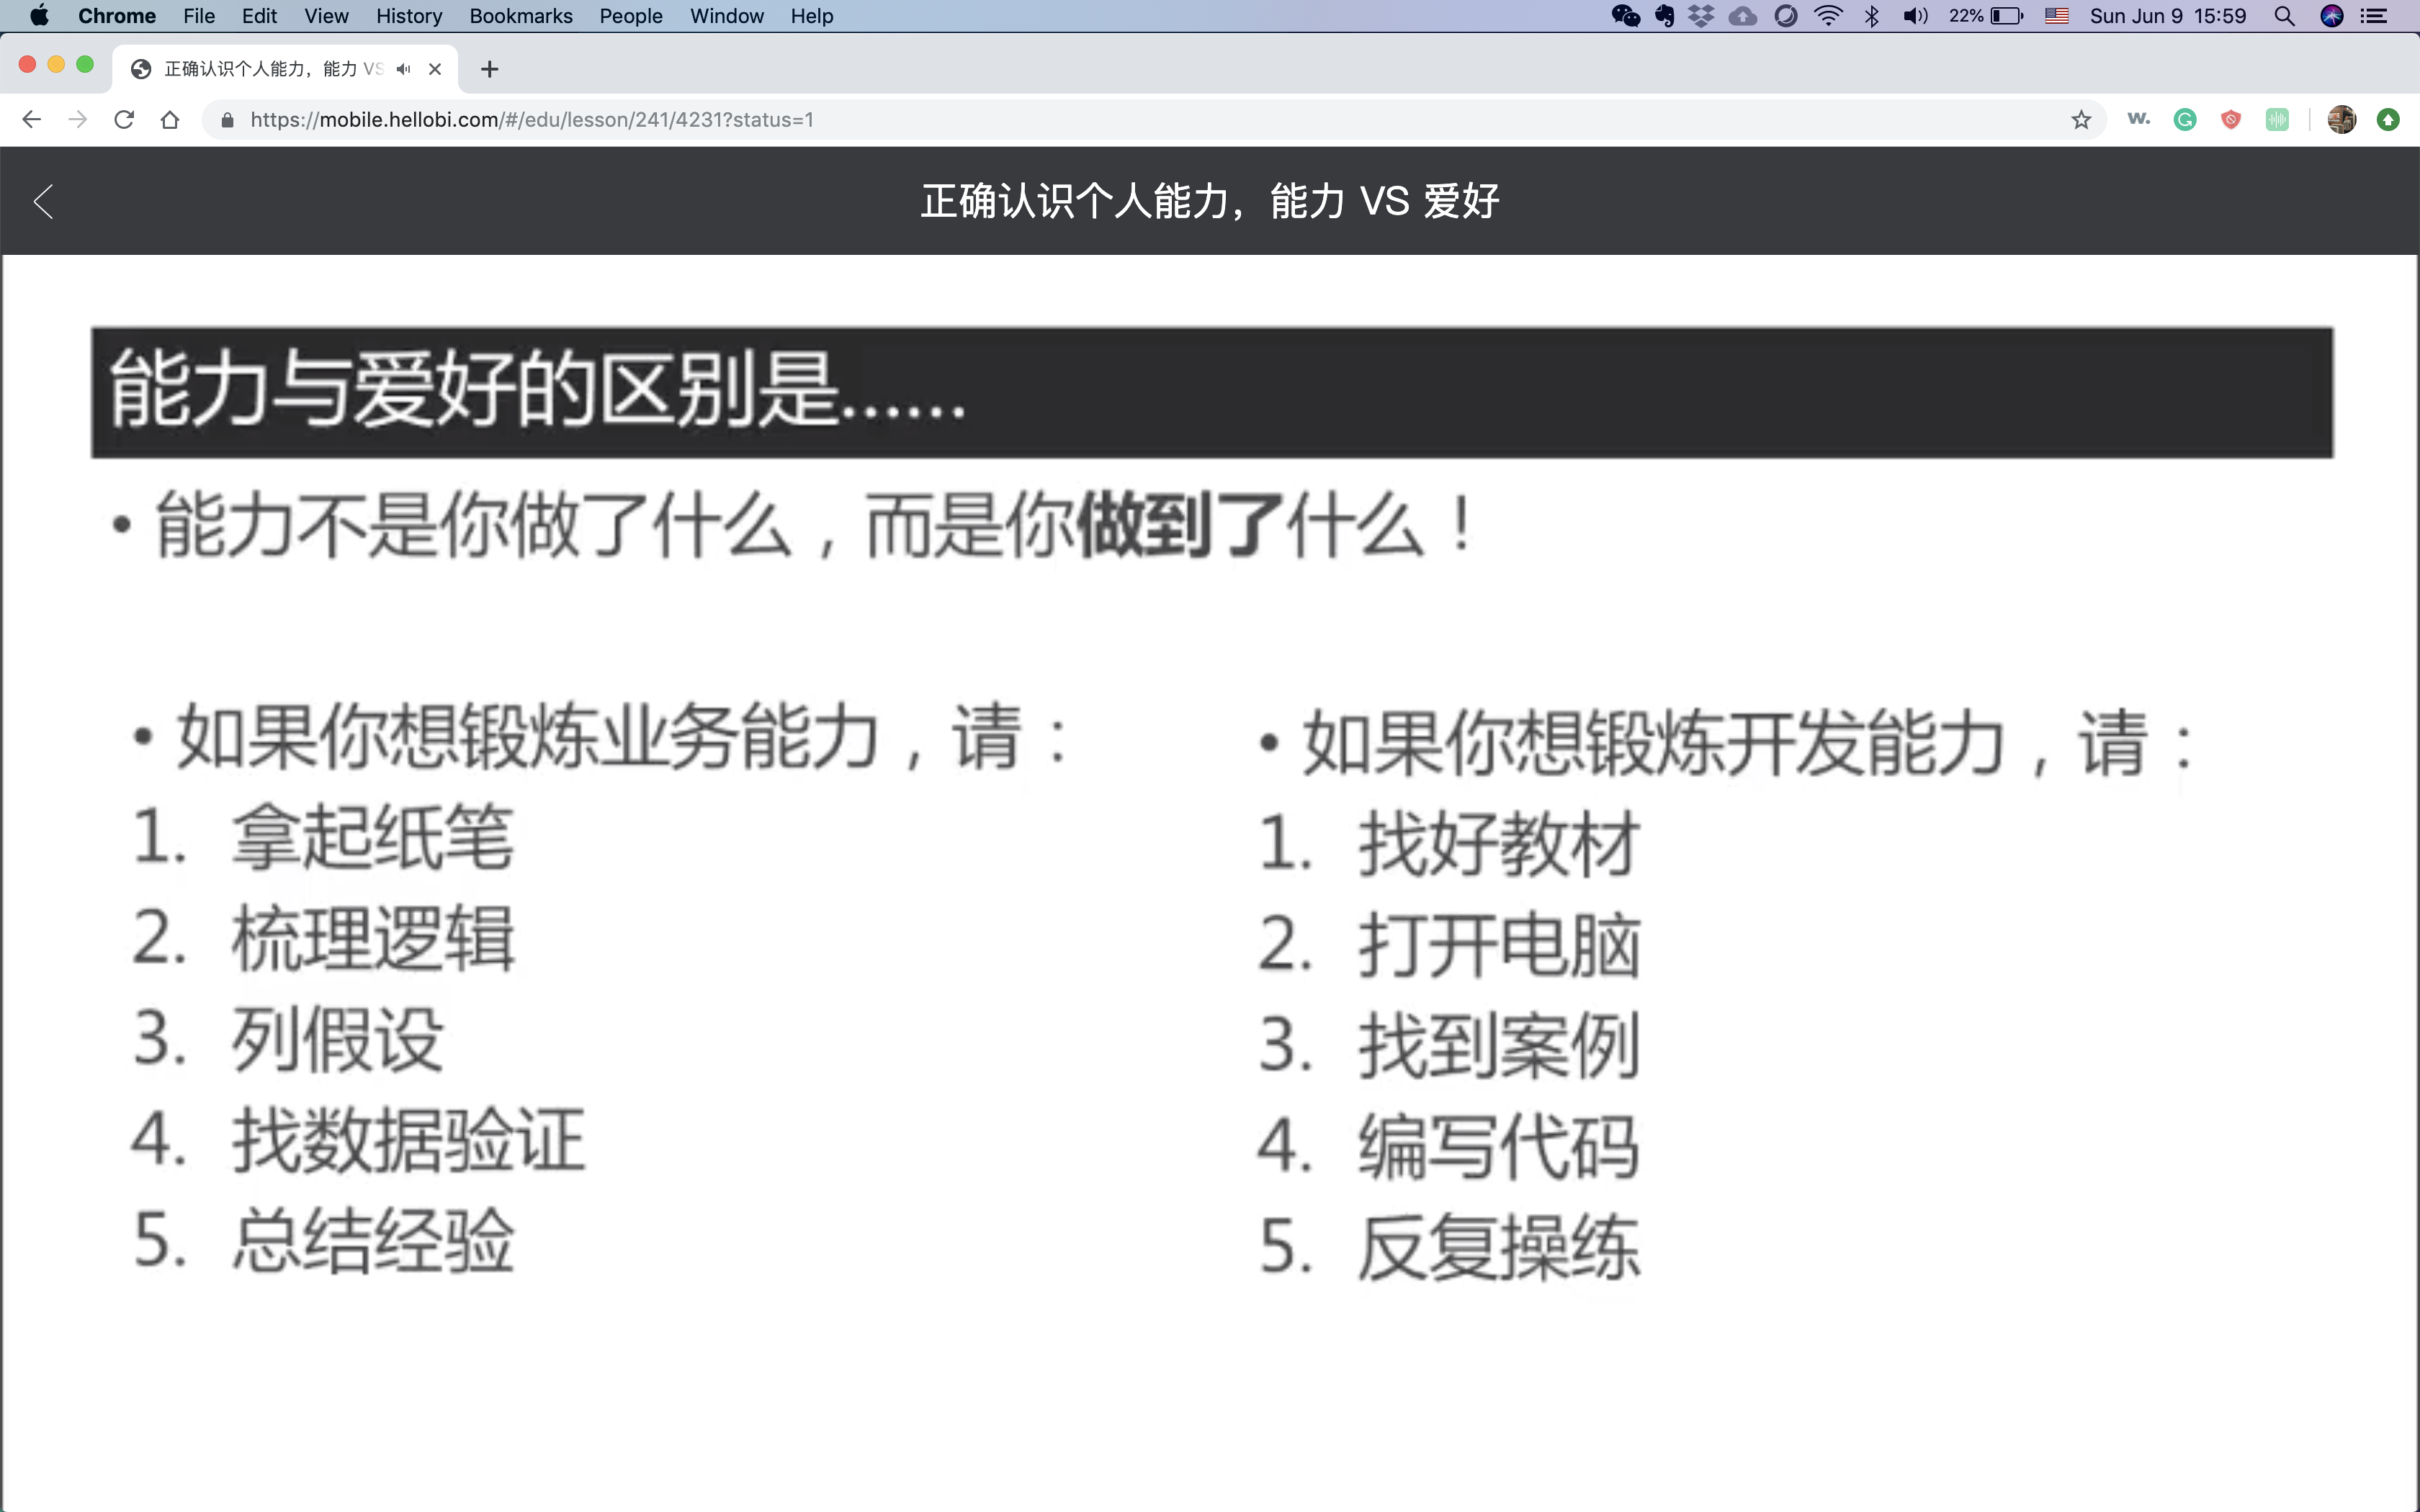 Chrome File Edit View History Bookmarks People Window Help 22% Sun Jun 9 15:59
正确认识个人能力，能力 VS
https://mobile.hellobi.com/#/edu/lesson/241/4231?status=1
正确认识个人能力，能力 VS 爱好
能力与爱好的区别是......
• 能力不是你做了什么，而是你做到了什么！
• 如果你想锻炼业务能力，请：
1. 拿起纸笔
2. 梳理逻辑
3. 列假设
4. 找数据验证
5. 总结经验
• 如果你想锻炼开发能力，请：
1. 找好教材
2. 打开电脑
3. 找到案例
4. 编写代码
5. 反复操练